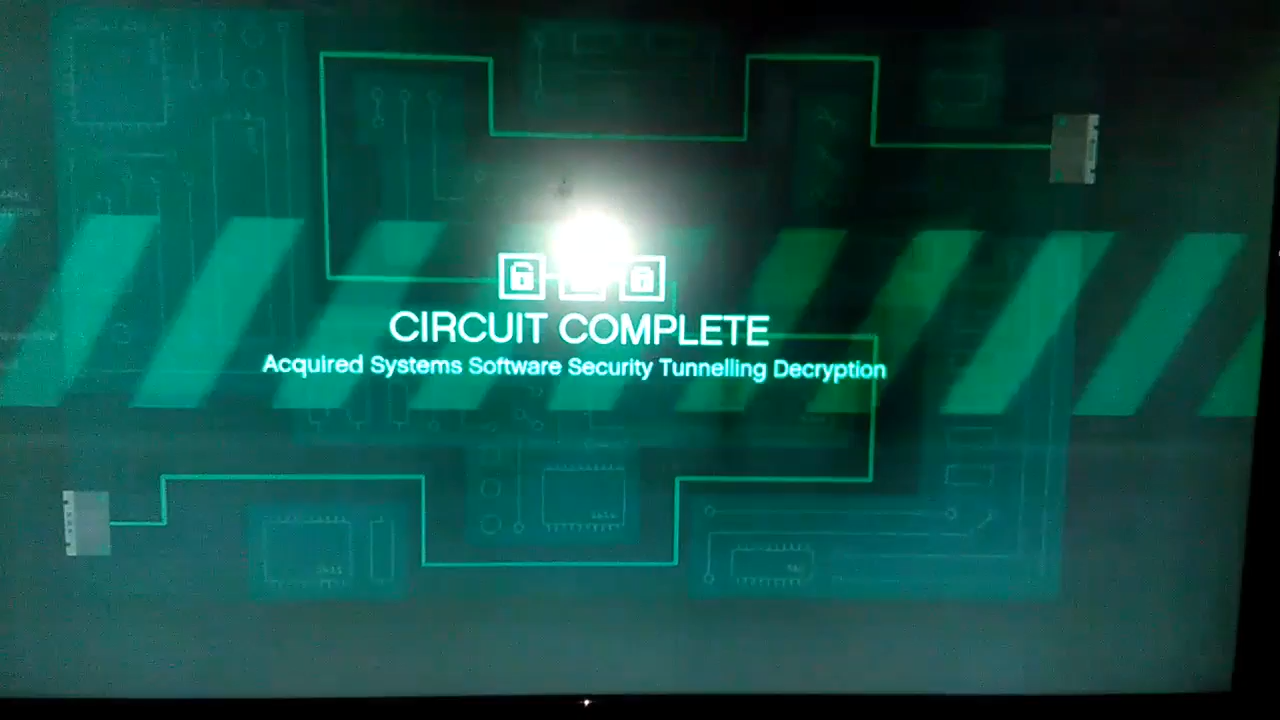 CIRCUIT COMPLETE
Acquired Systems Software Security Tunnelling Decryption